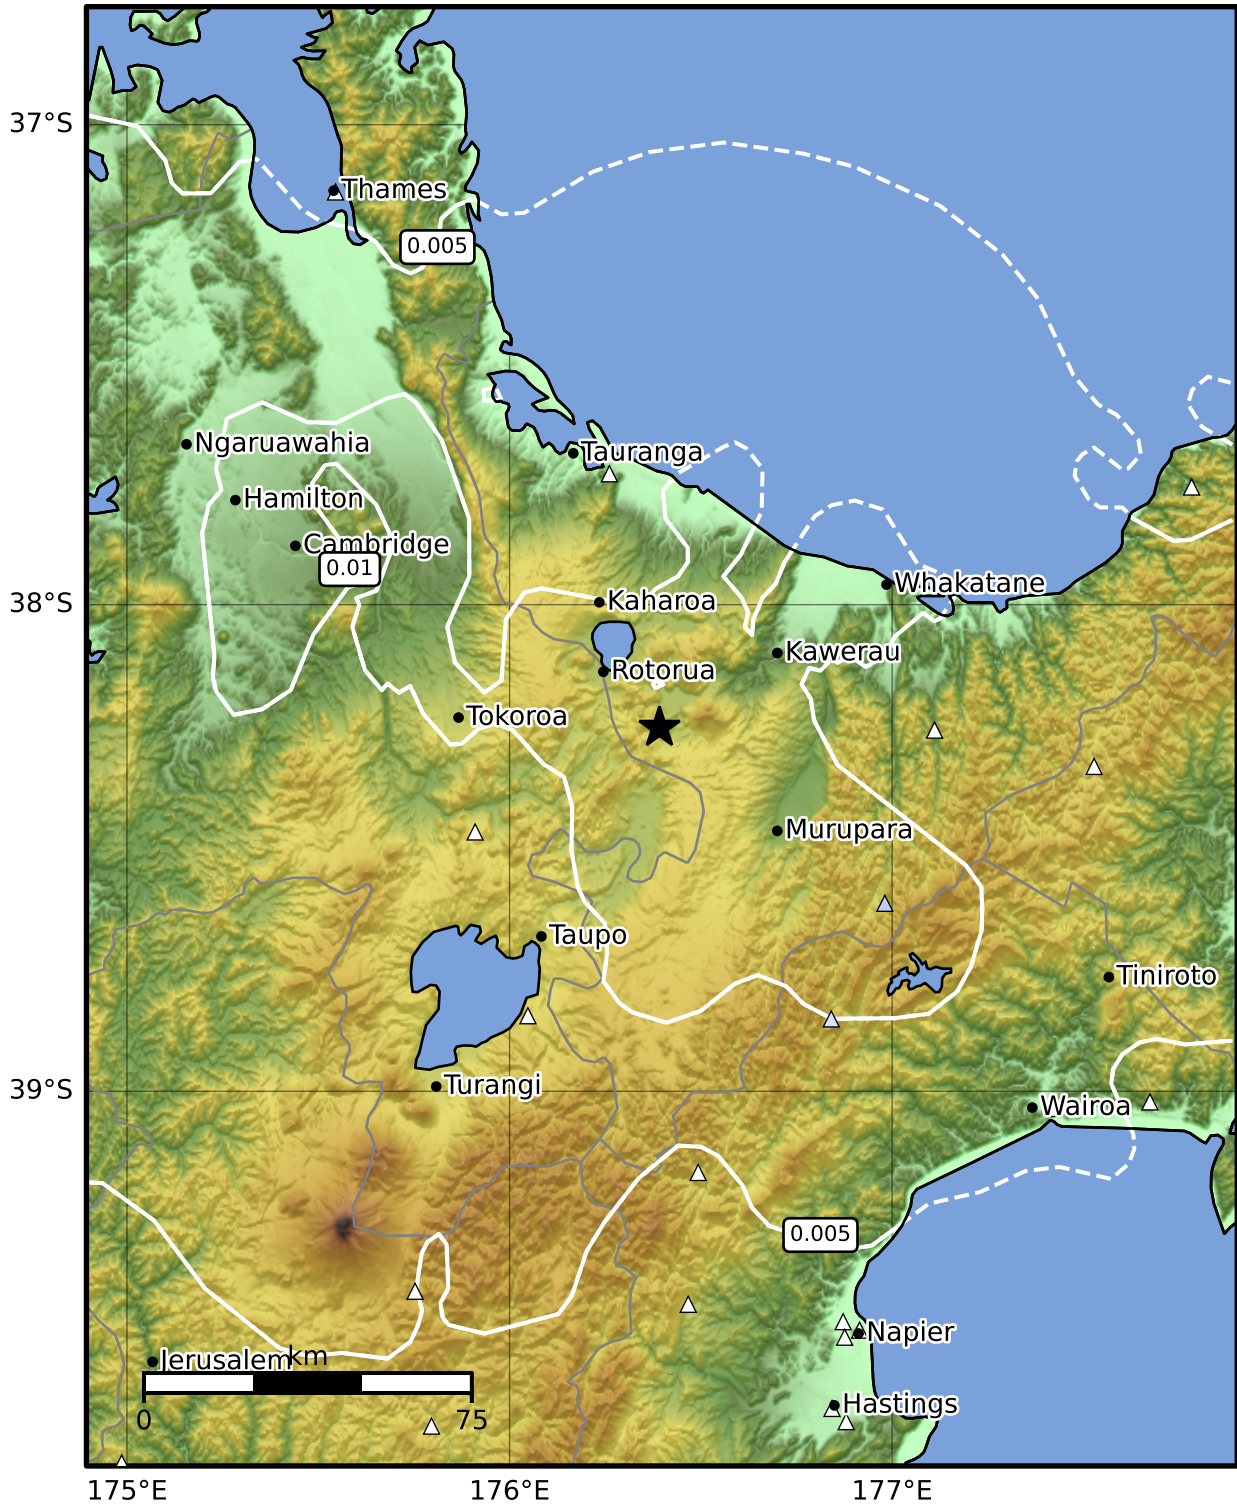 37°S
Thames
0.005
Ngaruawahia
Tauranga
Hamilton
Cambridge
0.01
Whakatane
38°S
Kaharoa
Kawerau
Rotorua
Tokoroa
Murupara
Taupo
Tiniroto
39°S
Turangi
Wairoa
0.005
Napier
Jerusalem
km
Hastings
0
75
175°E
176°E
177°E